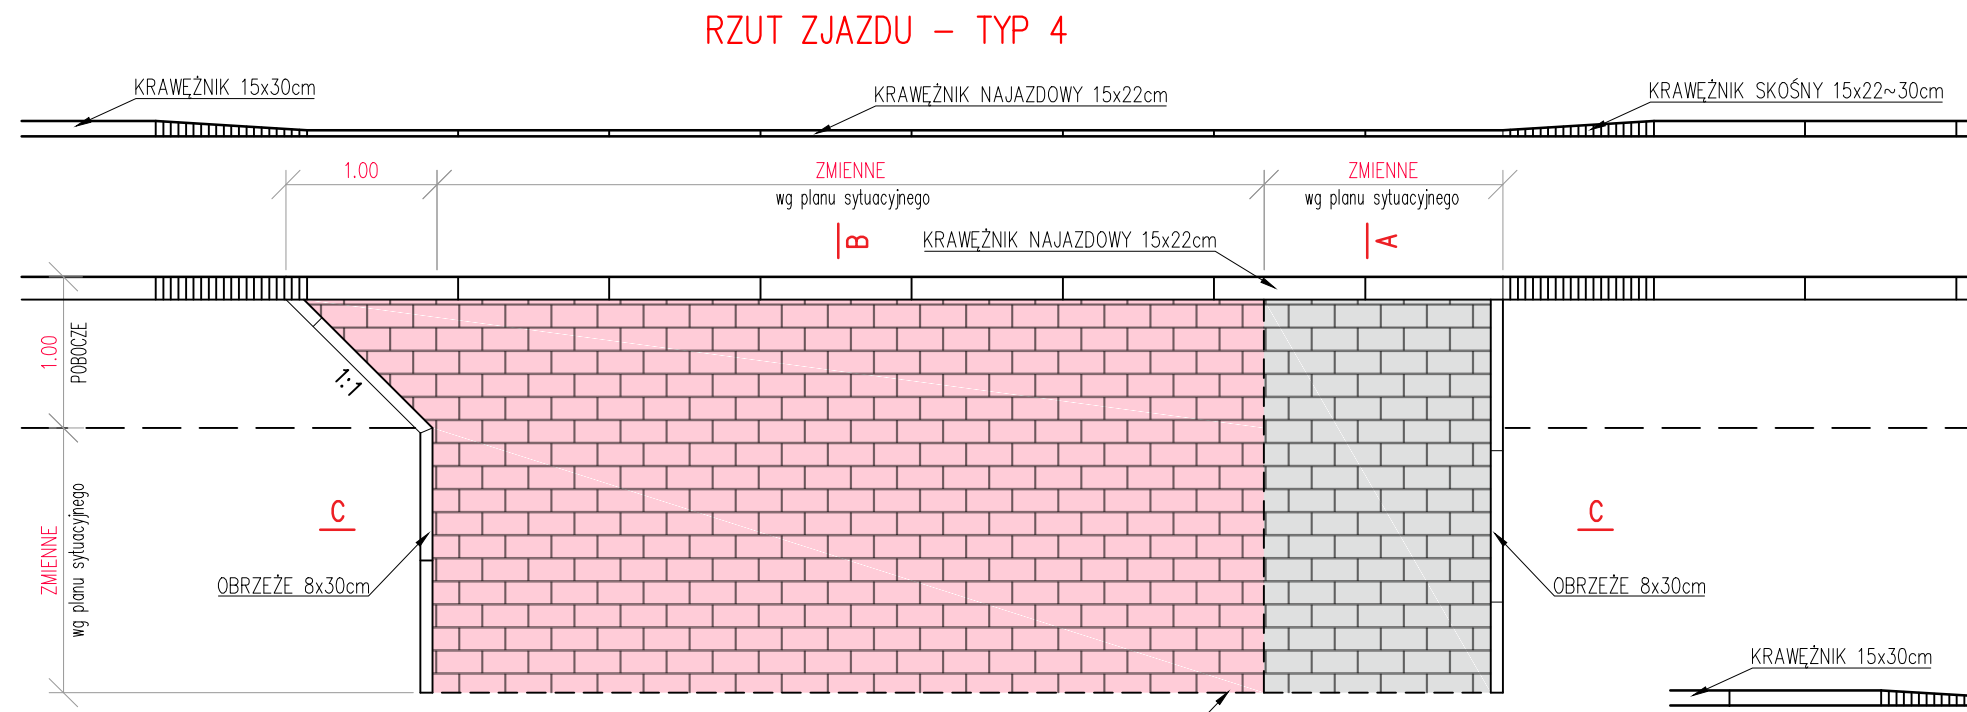 RZUT ZJAZDU – TYP 4
KRAWĘŻNIK 15x30cm
KRAWĘŻNIK NAJAZDOWY 15x22cm
KRAWĘŻNIK SKOŚNY 15x22~30cm
1.00
ZMIENNE
wg planu sytuacyjnego
ZMIENNE
wg planu sytuacyjnego
B
A
KRAWĘŻNIK NAJAZDOWY 15x22cm
1.00
POBOCZE
1:1
C
C
ZMIENNE
wg planu sytuacyjnego
OBRZEŻE 8x30cm
OBRZEŻE 8x30cm
KRAWĘŻNIK 15x30cm